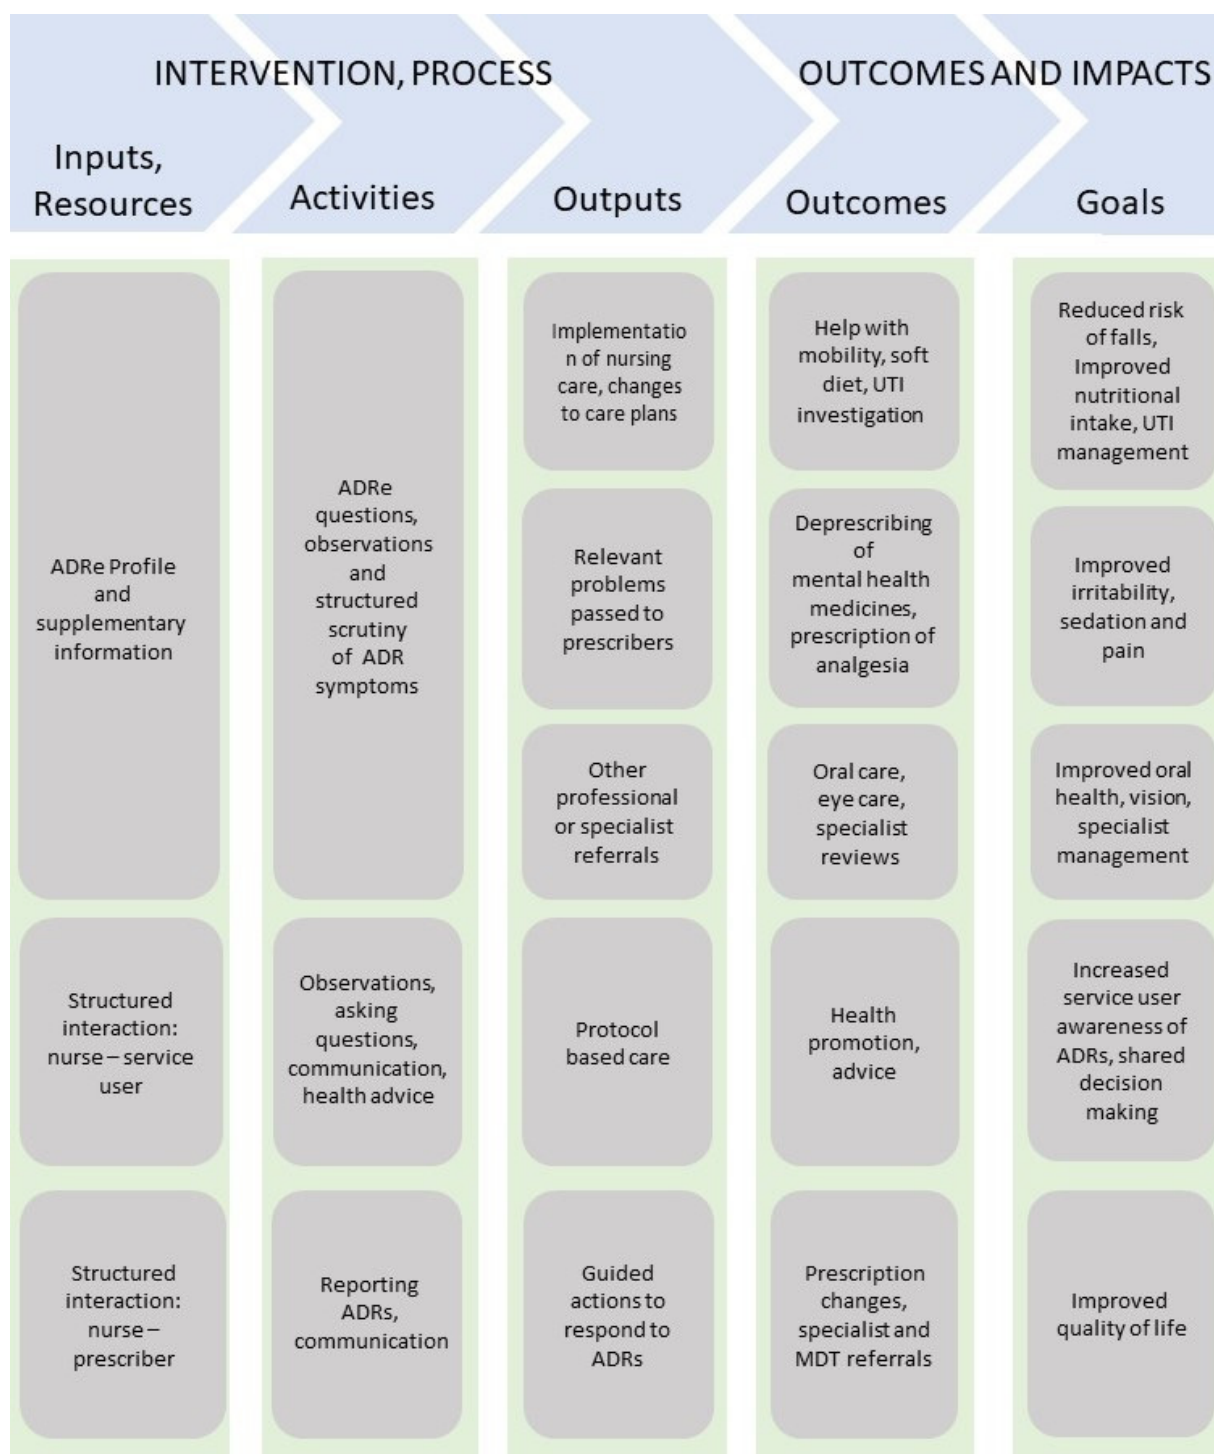 INTERVENTION, PROCESS
OUTCOMES AND IMPACTS
Inputs,
Resources
Activities
Outputs
Outcomes
Goals
ADRe Profile
and
supplementary
information
ADRe
questions,
observations
and
structured
scrutiny
of ADR
symptoms
Implementatio
n of nursing
care, changes
to care plans
Help with
mobility, soft
diet, UTI
investigation
Reduced risk
of falls,
Improved
nutritional
intake, UTI
management
Relevant
problems
passed to
prescribers
Deprescribing
of
mental health
medicines,
prescription of
analgesia
Improved
irritability,
sedation and
pain
Other
professional
or specialist
referrals
Oral care,
eye care,
specialist
reviews
Improved oral
health, vision,
specialist
management
Structured
interaction:
nurse – service
user
Observations,
asking
questions,
communication,
health advice
Protocol
based care
Health
promotion,
advice
Increased
service user
awareness of
ADRs, shared
decision
making
Structured
interaction:
nurse –
prescriber
Reporting
ADRs,
communication
Guided
actions to
respond to
ADRs
Prescription
changes,
specialist and
MDT referrals
Improved
quality of life